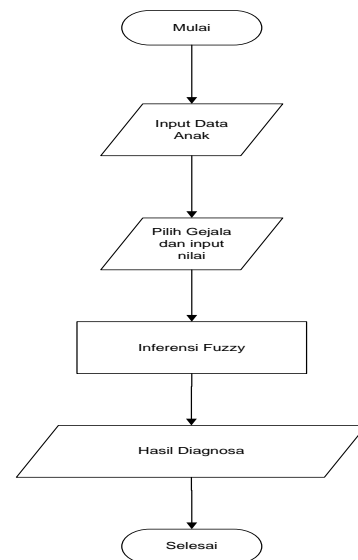 Mulai
Input Data
Anak
Pilih Gejala
dan input
nilai
Inferensi Fuzzy
Hasil Diagnosa
Selesai